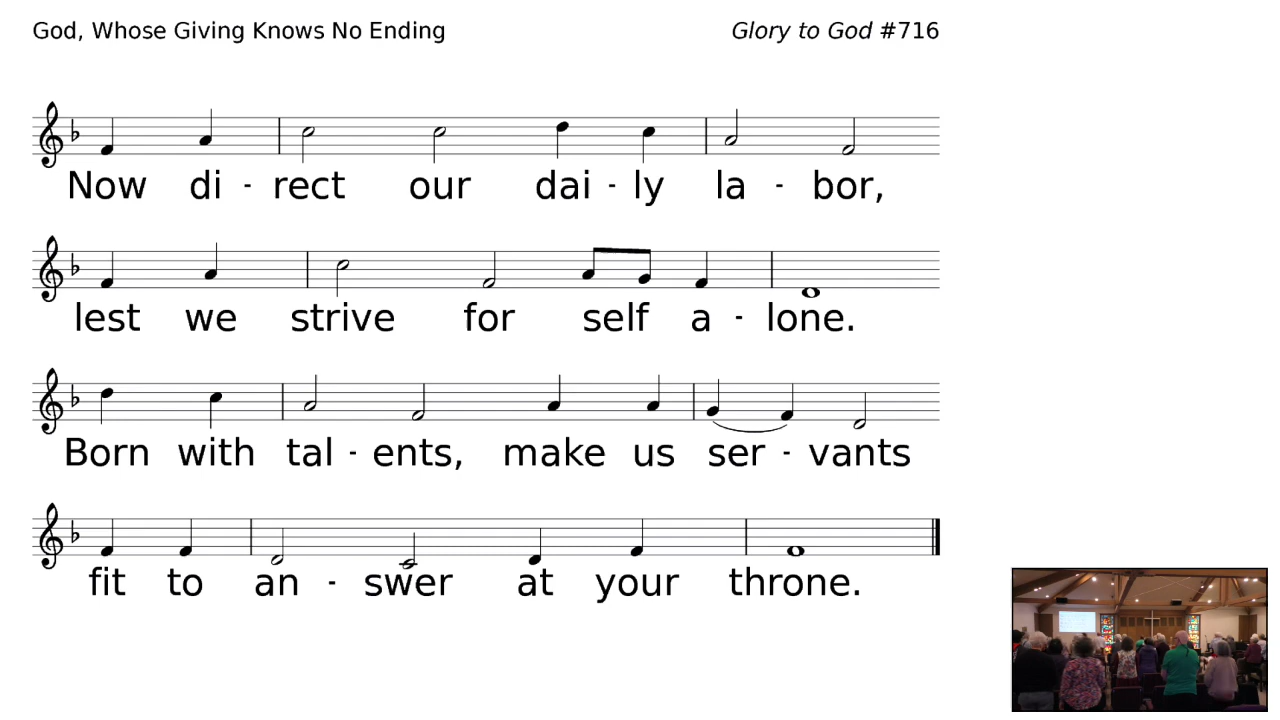 God, Whose Giving Knows No Ending
Glory to God #716
Now di - rect our dai - ly la - bor,
lest we strive for self a - lone.
Born with tal - ents, make us ser - vants
fit to an - swer at your throne.